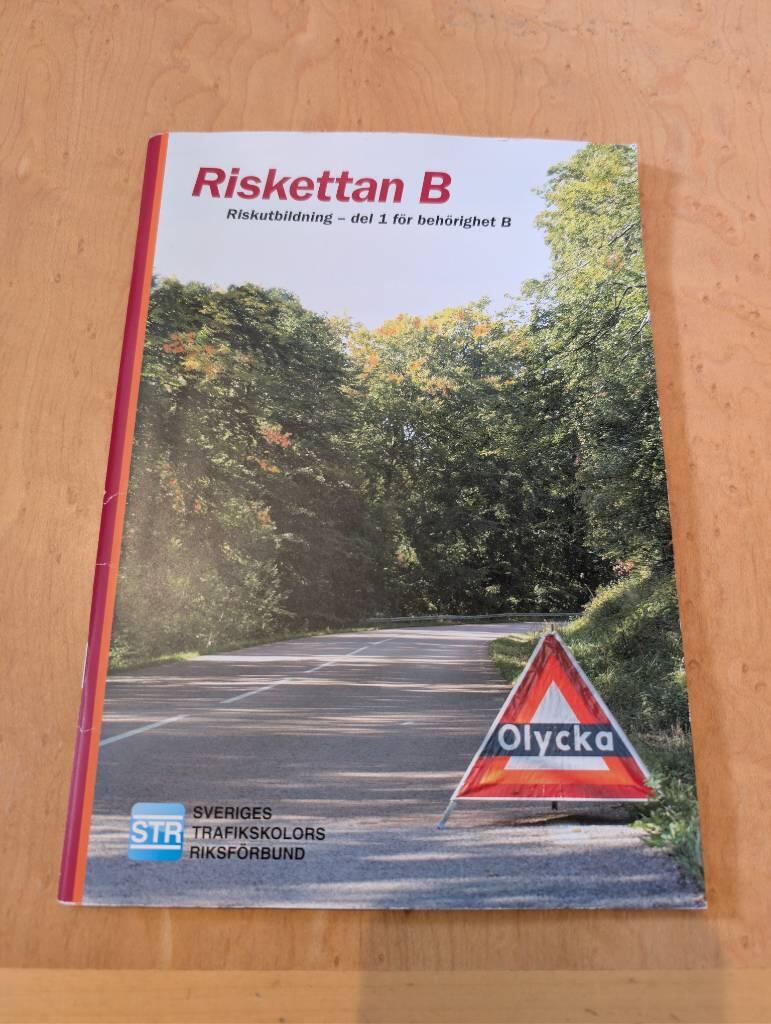 Riskettan B
Riskutbildning – del 1 för behörighet B
Olycka
STR
SVERIGES
TRAFIKSKOLORS
RIKSFÖRBUND